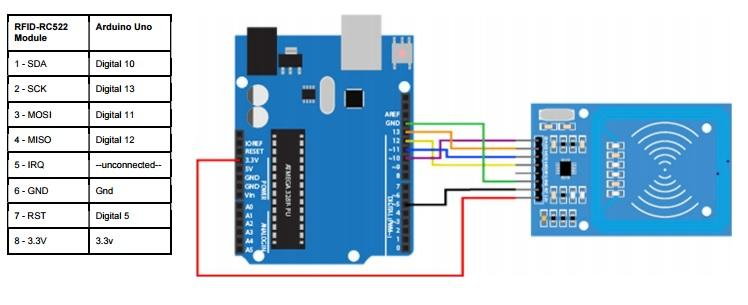 RFID-RC522 Module
Arduino Uno
1 - SDA
Digital 10
2 - SCK
Digital 13
3 - MOSI
Digital 11
4 - MISO
Digital 12
5 - IRQ
--unconnected--
6 - GND
Gnd
7 - RST
Digital 5
8 - 3.3V
3.3v
AREF
GND
13
12
~11
~10
~9
8
7
~6
~5
4
~3
2
1
0
IOREF
RESET
3.3V
5V
GND
GND
Vin
POWER
A0
A1
A2
A3
A4
A5
ANALOG IN
ATMEGA 328P-PU